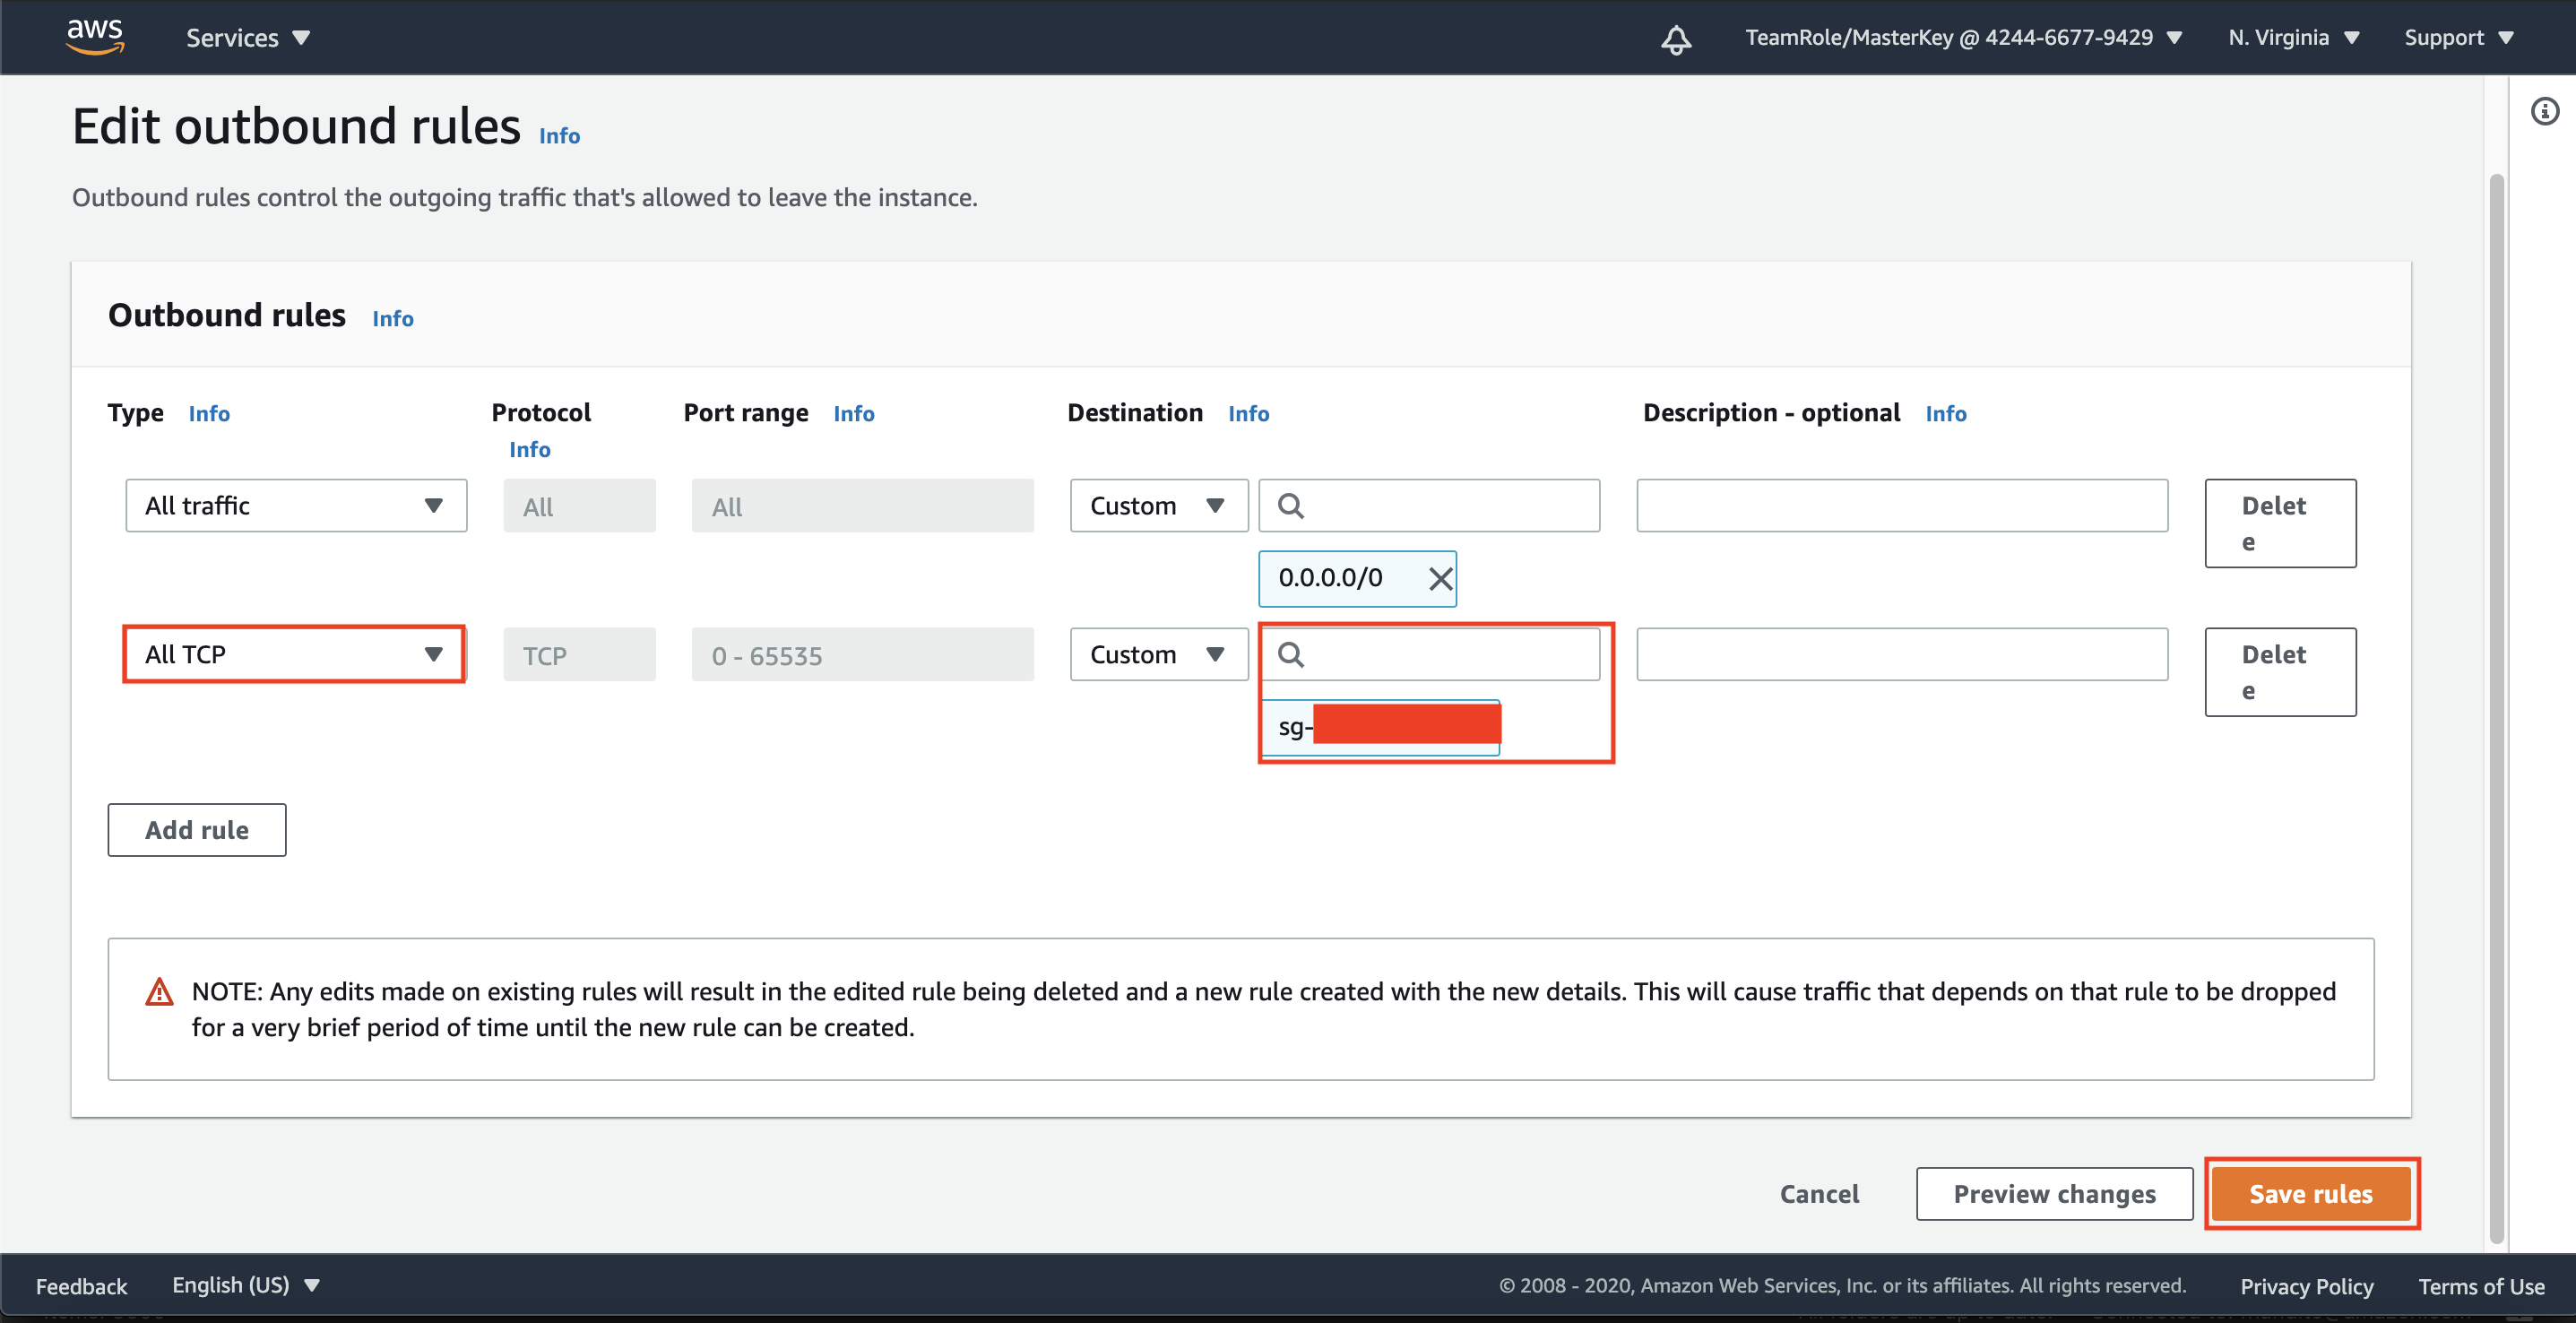 aws Services TeamRole/MasterKey @ 4244-6677-9429 N. Virginia Support
Edit outbound rules Info
Outbound rules control the outgoing traffic that's allowed to leave the instance.
Outbound rules Info
Type Info Protocol Info Port range Info Destination Info Description - optional Info
All traffic All All Custom Delete
0.0.0.0/0
All TCP TCP 0 - 65535 Custom Delete
sg-
Add rule
NOTE: Any edits made on existing rules will result in the edited rule being deleted and a new rule created with the new details. This will cause traffic that depends on that rule to be dropped
for a very brief period of time until the new rule can be created.
Cancel Preview changes Save rules
Feedback English (US) © 2008 - 2020, Amazon Web Services, Inc. or its affiliates. All rights reserved. Privacy Policy Terms of Use